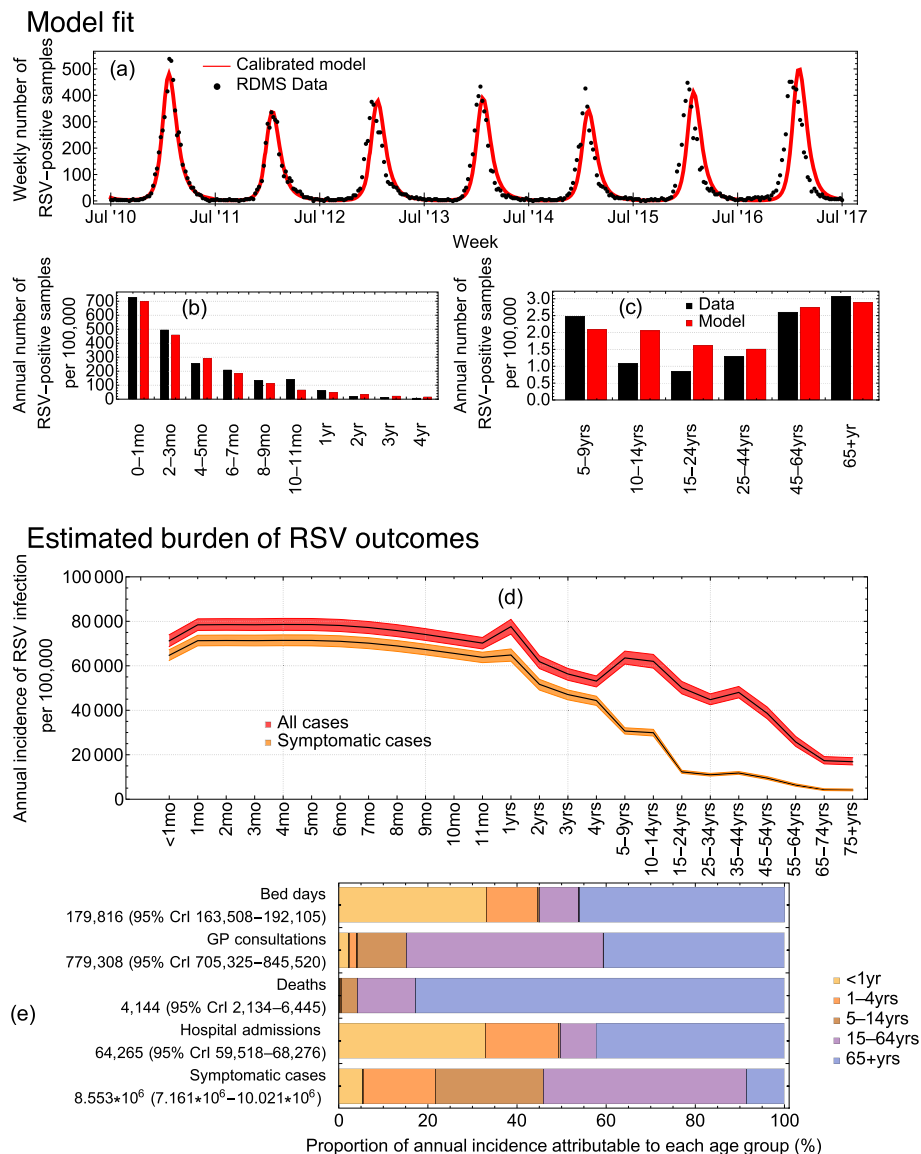 Model fit
(a)
Calibrated model
RDMS Data
Weekly number of
RSV-positive samples
500
400
300
200
100
0
Jul '10
Jul '11
Jul '12
Jul '13
Jul '14
Jul '15
Jul '16
Jul '17
Week
(b)
Annual number of
RSV-positive samples
per 100,000
700
600
500
400
300
200
100
0
0–1mo
2–3mo
4–5mo
6–7mo
8–9mo
10–11mo
1yr
2yr
3yr
4yr
(c)
Data
Model
Annual number of
RSV-positive samples
per 100,000
3.0
2.5
2.0
1.5
1.0
0.5
0.0
5–9yrs
10–14yrs
15–24yrs
25–44yrs
45–64yrs
65+yr
Estimated burden of RSV outcomes
(d)
Annual incidence of RSV infection
per 100,000
100 000
80 000
60 000
40 000
20 000
0
All cases
Symptomatic cases
<1mo
1mo
2mo
3mo
4mo
5mo
6mo
7mo
8mo
9mo
10mo
11mo
1yrs
2yrs
3yrs
4yrs
5–9yrs
10–14yrs
15–24yrs
25–34yrs
35–44yrs
45–54yrs
55–64yrs
65–74yrs
75+yrs
(e)
Bed days
179,816 (95% CrI 163,508–192,105)
GP consultations
779,308 (95% CrI 705,325–845,520)
Deaths
4,144 (95% CrI 2,134–6,445)
Hospital admissions
64,265 (95% CrI 59,518–68,276)
Symptomatic cases
8.553*10⁶ (7.161*10⁶–10.021*10⁶)
0
20
40
60
80
100
Proportion of annual incidence attributable to each age group (%)
<1yr
1–4yrs
5–14yrs
15–64yrs
65+yrs